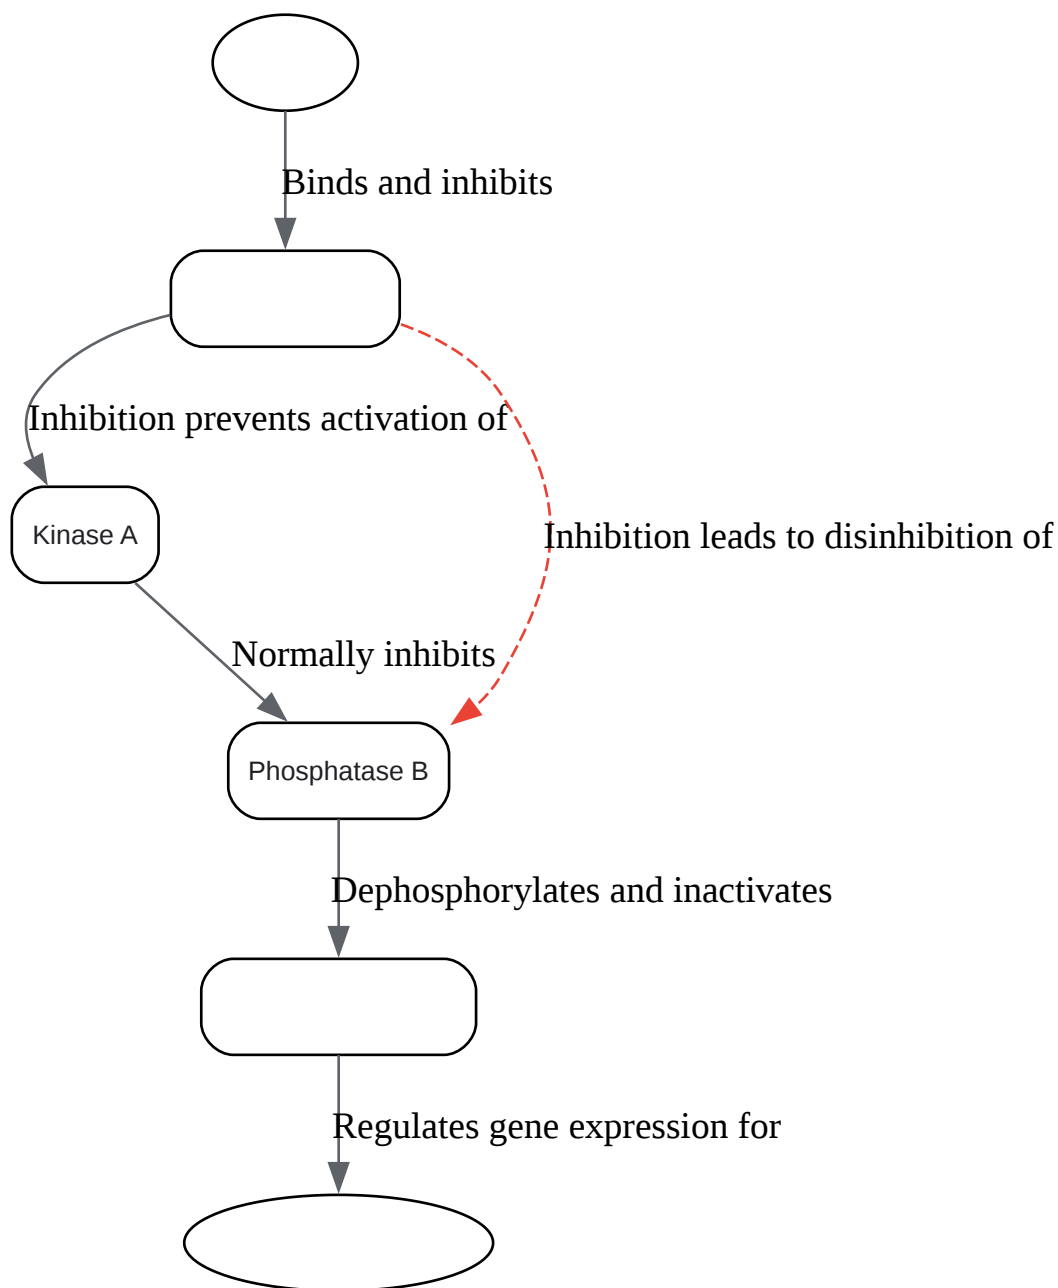 Binds and inhibits
Inhibition prevents activation of
Kinase A
Inhibition leads to disinhibition of
Normally inhibits
Phosphatase B
Dephosphorylates and inactivates
Regulates gene expression for